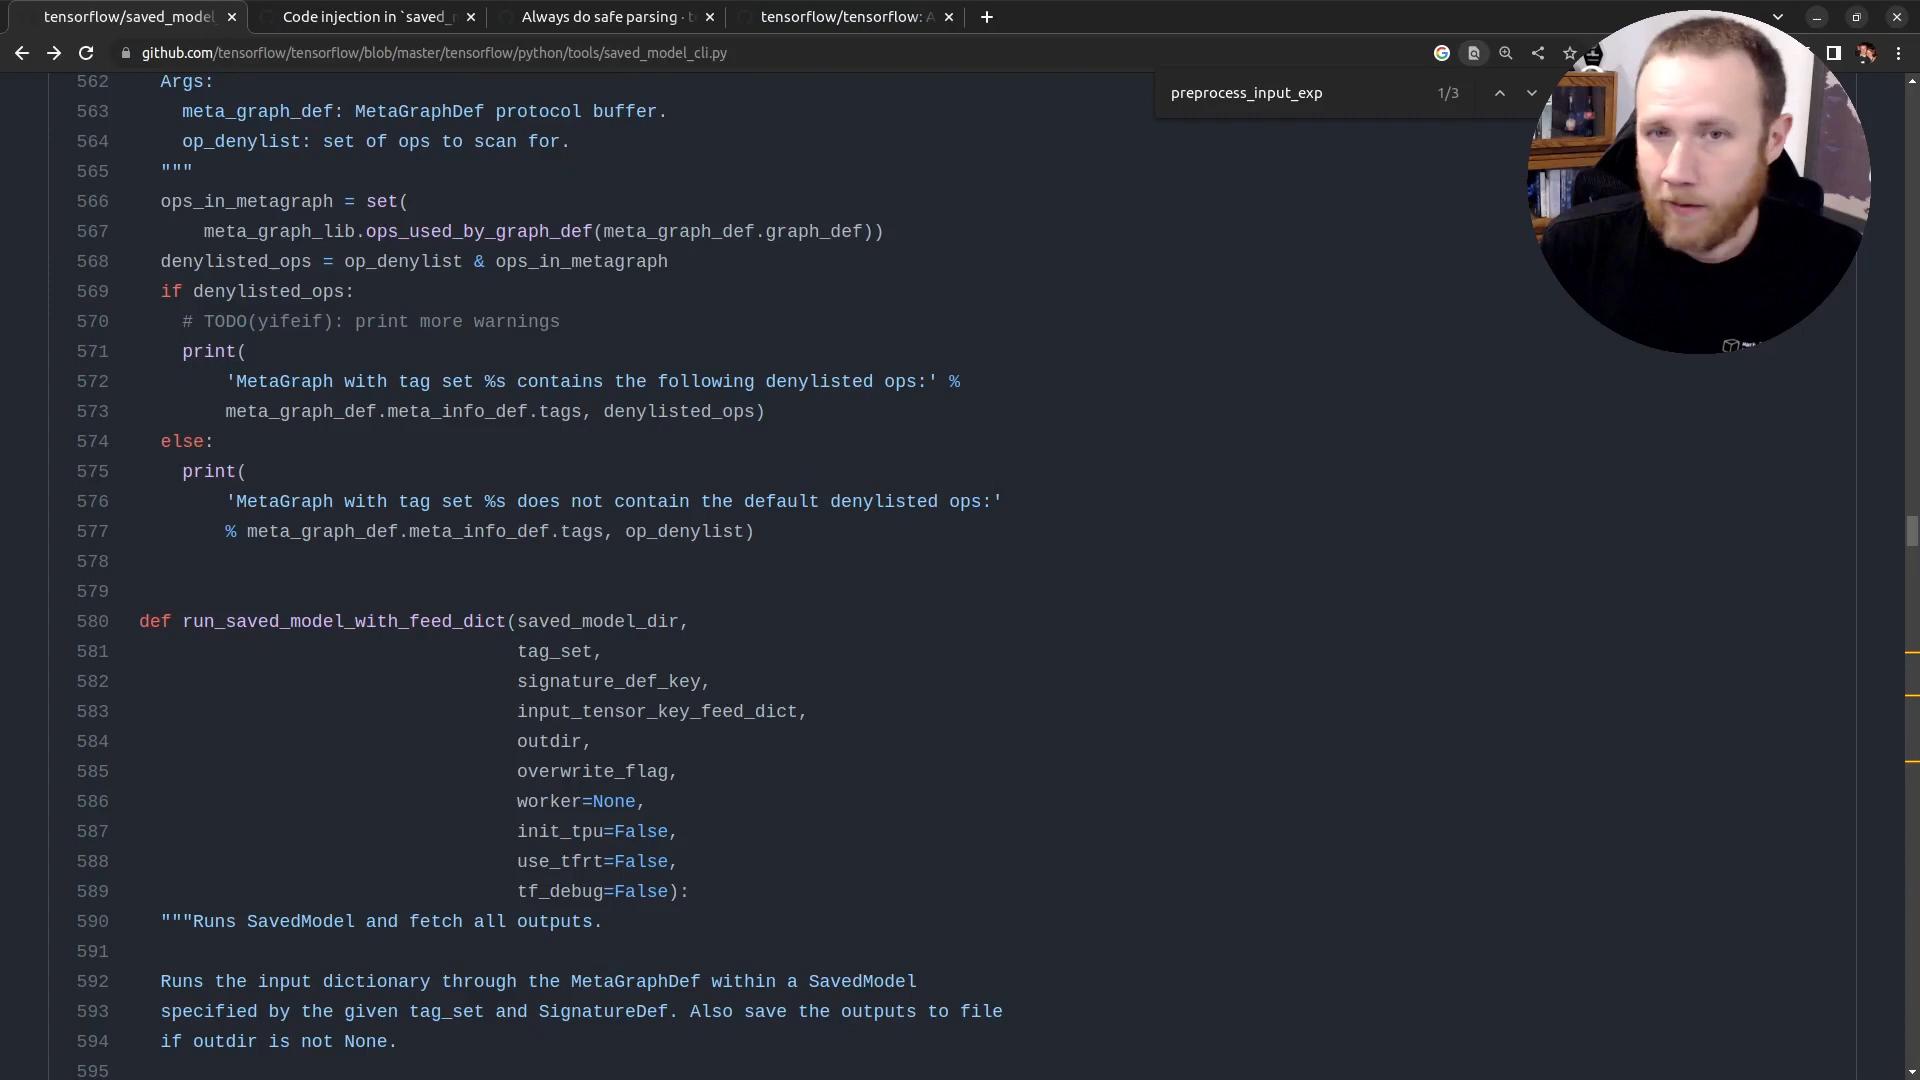 tensorflow/saved_model
Code injection in `saved_
Always do safe parsing · t
tensorflow/tensorflow: A
github.com/tensorflow/tensorflow/blob/master/tensorflow/python/tools/saved_model_cli.py
preprocess_input_exp 1/3
562 Args:
563 meta_graph_def: MetaGraphDef protocol buffer.
564 op_denylist: set of ops to scan for.
565 """
566 ops_in_metagraph = set(
567 meta_graph_lib.ops_used_by_graph_def(meta_graph_def.graph_def))
568 denylisted_ops = op_denylist & ops_in_metagraph
569 if denylisted_ops:
570 # TODO(yifeif): print more warnings
571 print(
572 'MetaGraph with tag set %s contains the following denylisted ops:' %
573 meta_graph_def.meta_info_def.tags, denylisted_ops)
574 else:
575 print(
576 'MetaGraph with tag set %s does not contain the default denylisted ops:'
577 % meta_graph_def.meta_info_def.tags, op_denylist)
578
579
580 def run_saved_model_with_feed_dict(saved_model_dir,
581 tag_set,
582 signature_def_key,
583 input_tensor_key_feed_dict,
584 outdir,
585 overwrite_flag,
586 worker=None,
587 init_tpu=False,
588 use_tfrt=False,
589 tf_debug=False):
590 """Runs SavedModel and fetch all outputs.
591
592 Runs the input dictionary through the MetaGraphDef within a SavedModel
593 specified by the given tag_set and SignatureDef. Also save the outputs to file
594 if outdir is not None.
595